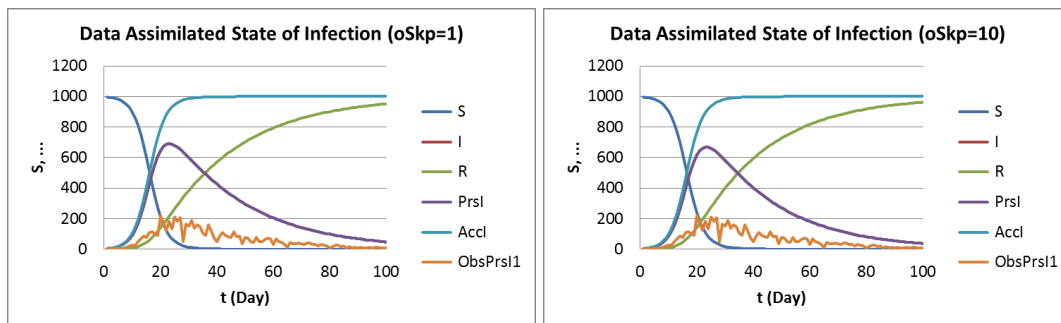 Data Assimilated State of Infection (oSkp=1)
1200
1000
800
600
400
200
0
S, ...
0 20 40 60 80 100
t (Day)
S
I
R
PrsI
AccI
ObsPrsI1
Data Assimilated State of Infection (oSkp=10)
1200
1000
800
600
400
200
0
S, ...
0 20 40 60 80 100
t (Day)
S
I
R
PrsI
AccI
ObsPrsI1